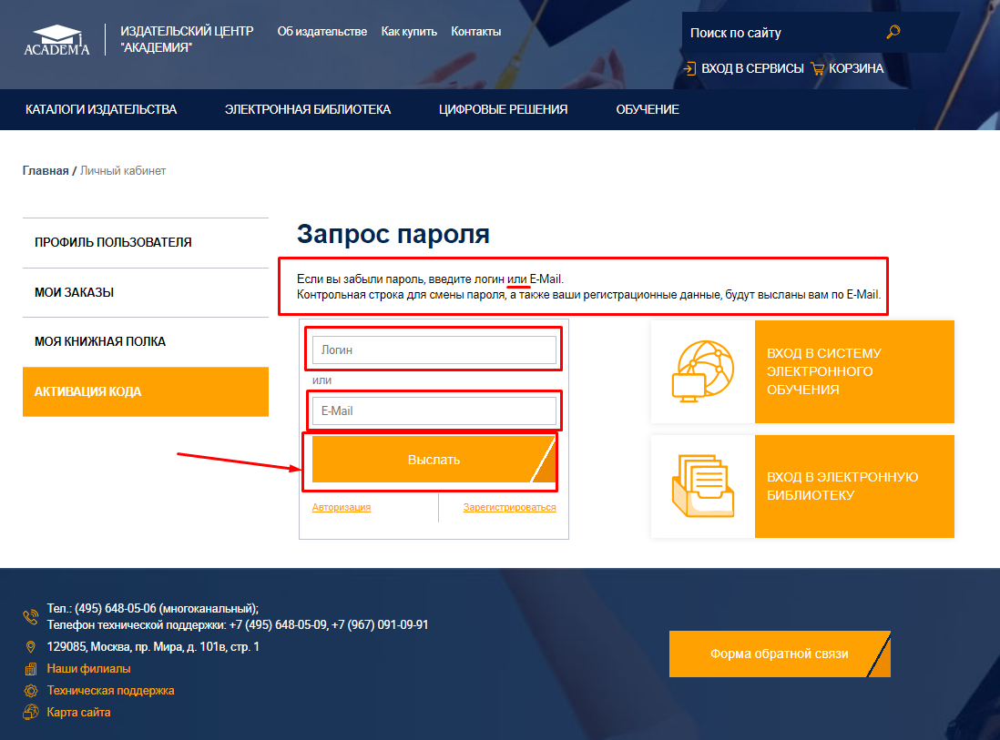 ACADEMA
ИЗДАТЕЛЬСКИЙ ЦЕНТР
"АКАДЕМИЯ"
Об издательстве
Как купить
Контакты
Поиск по сайту
ВХОД В СЕРВИСЫ
КОРЗИНА
КАТАЛОГИ ИЗДАТЕЛЬСТВА
ЭЛЕКТРОННАЯ БИБЛИОТЕКА
ЦИФРОВЫЕ РЕШЕНИЯ
ОБУЧЕНИЕ
Главная / Личный кабинет
ПРОФИЛЬ ПОЛЬЗОВАТЕЛЯ
МОИ ЗАКАЗЫ
МОЯ КНИЖНАЯ ПОЛКА
АКТИВАЦИЯ КОДА
Запрос пароля
Если вы забыли пароль, введите логин или E-Mail.
Контрольная строка для смены пароля, а также ваши регистрационные данные, будут высланы вам по E-Mail.
Логин
или
E-Mail
Выслать
Авторизация
Зарегистрироваться
ВХОД В СИСТЕМУ
ЭЛЕКТРОННОГО
ОБУЧЕНИЯ
ВХОД В ЭЛЕКТРОННУЮ
БИБЛИОТЕКУ
Тел.: (495) 648-05-06 (многоканальный);
Телефон технической поддержки: +7 (495) 648-05-09, +7 (967) 091-09-91
129085, Москва, пр. Мира, д. 101в, стр. 1
Наши филиалы
Техническая поддержка
Карта сайта
Форма обратной связи